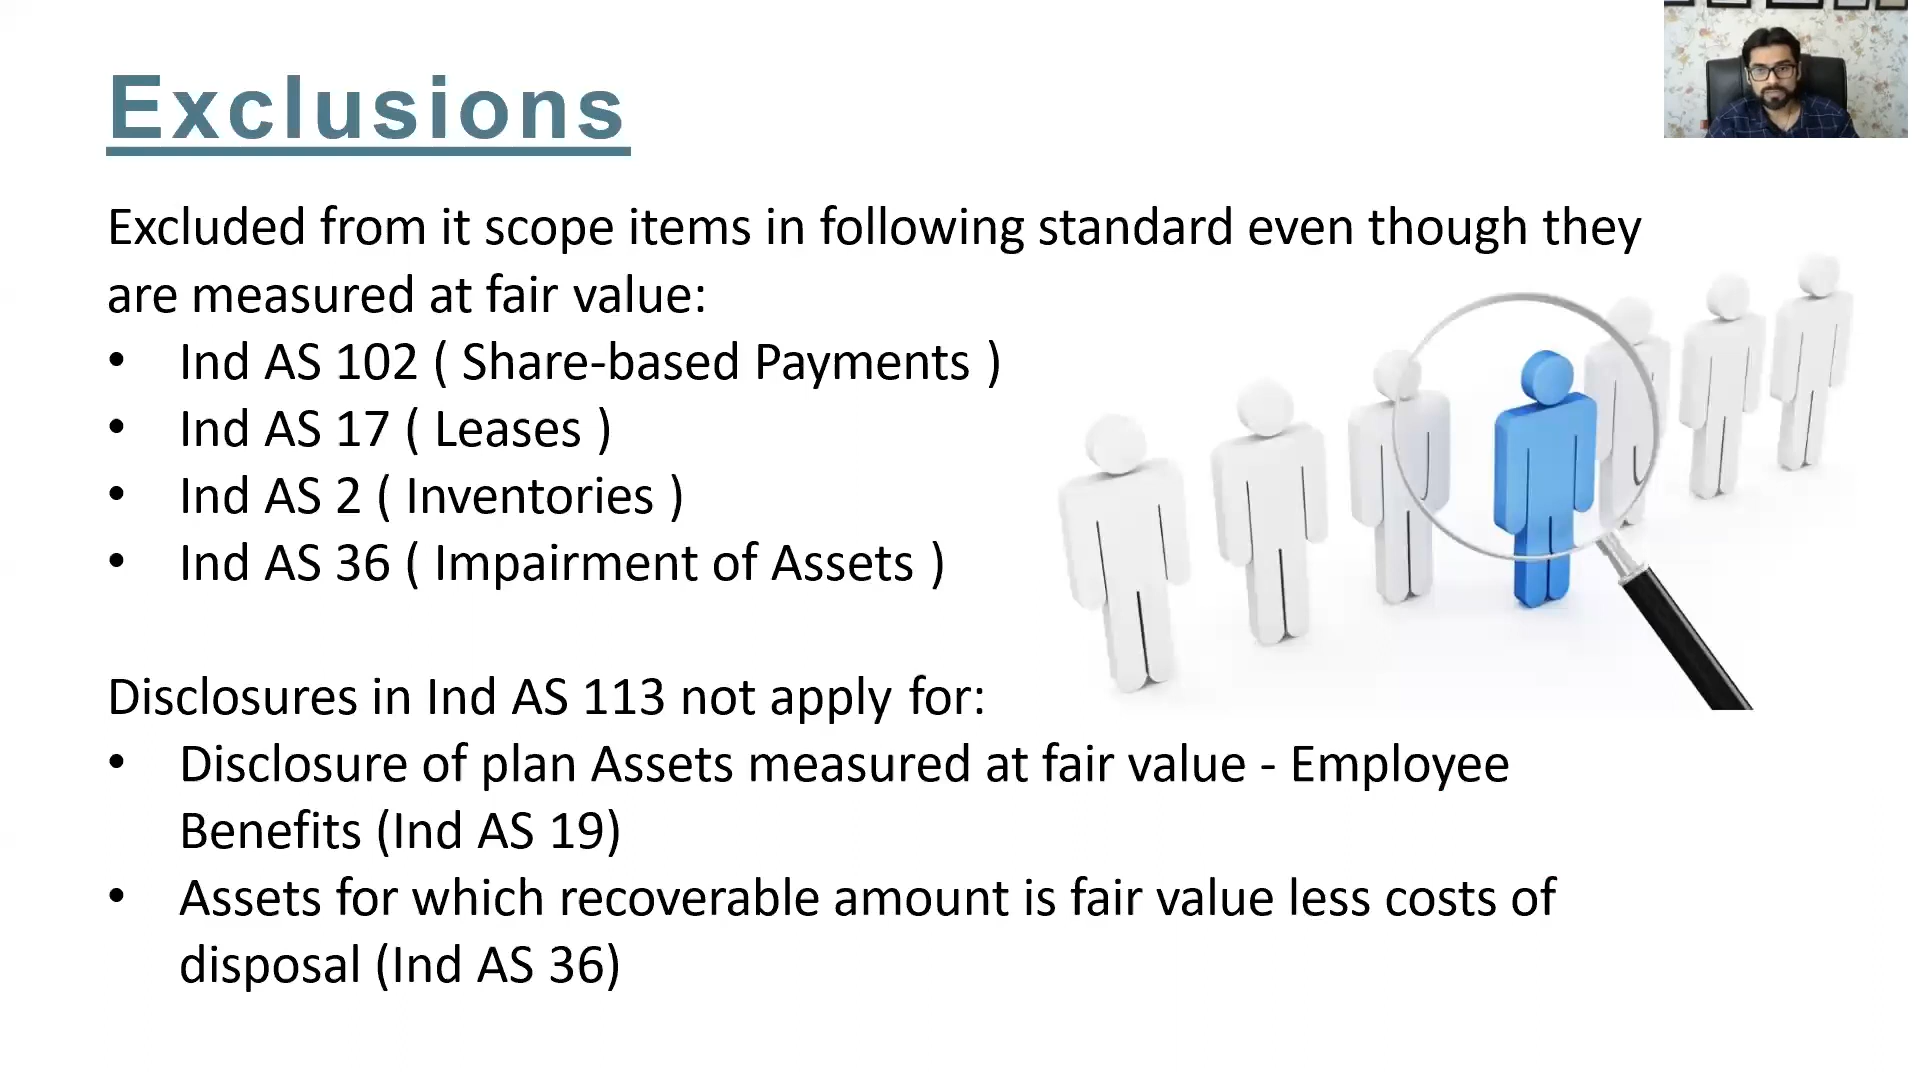 Exclusions
Excluded from it scope items in following standard even though they
are measured at fair value:
• Ind AS 102 ( Share-based Payments )
• Ind AS 17 ( Leases )
• Ind AS 2 ( Inventories )
• Ind AS 36 ( Impairment of Assets )
Disclosures in Ind AS 113 not apply for:
• Disclosure of plan Assets measured at fair value - Employee
Benefits (Ind AS 19)
• Assets for which recoverable amount is fair value less costs of
disposal (Ind AS 36)